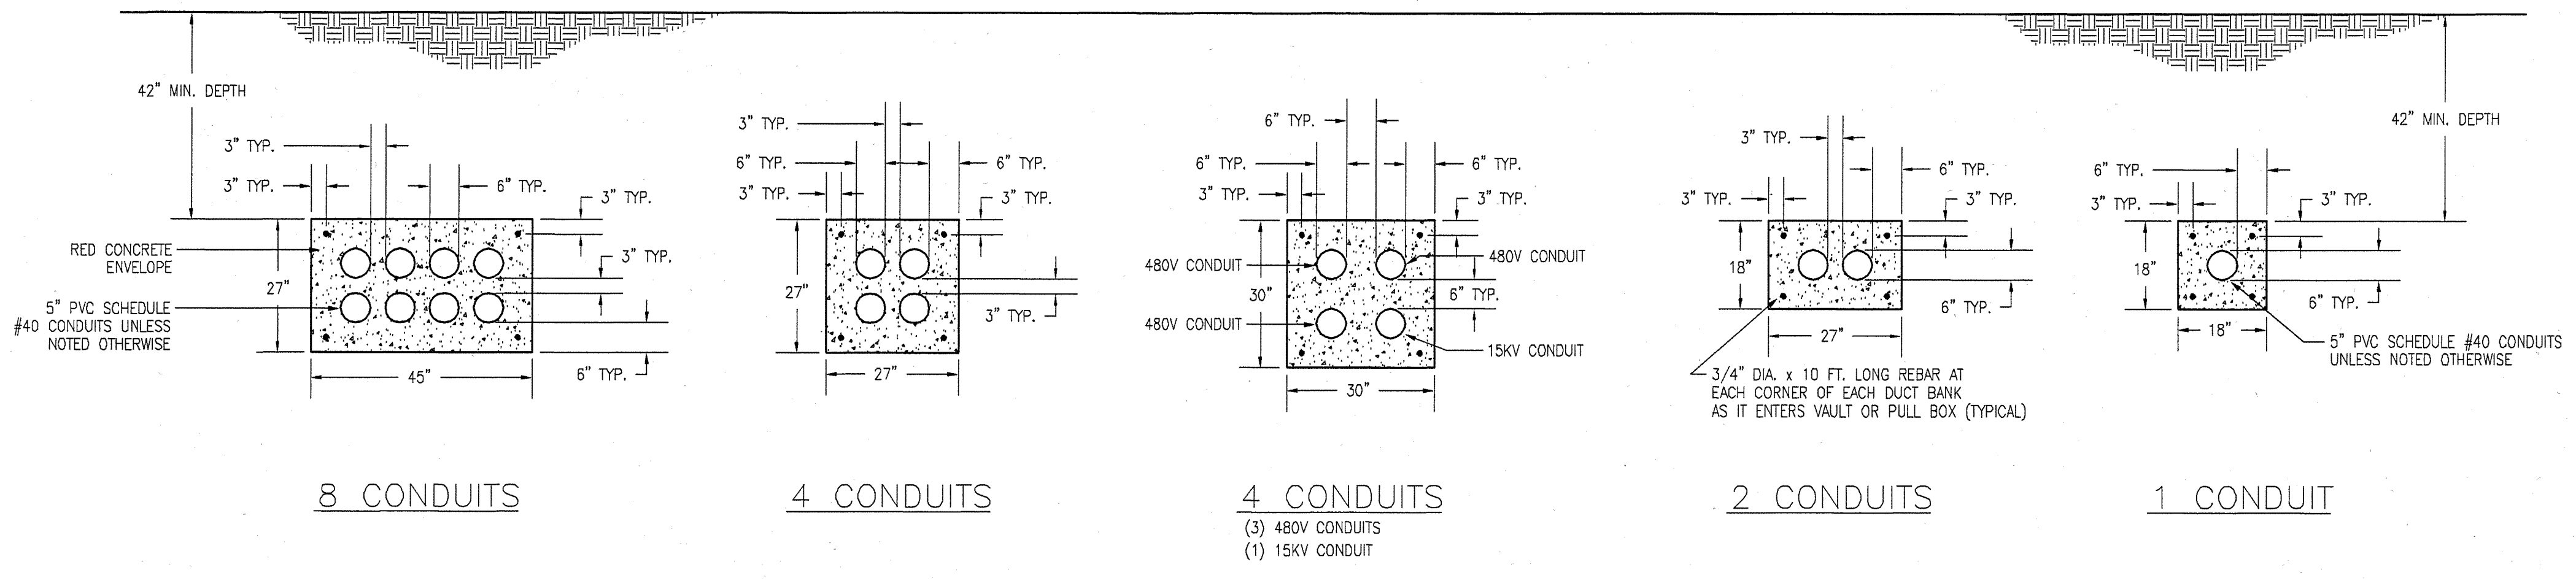 42" MIN. DEPTH
3" TYP.
3" TYP.
6" TYP.
3" TYP.
RED CONCRETE
ENVELOPE
27"
3" TYP.
5" PVC SCHEDULE
#40 CONDUITS UNLESS
NOTED OTHERWISE
6" TYP.
45"
8 CONDUITS
3" TYP.
6" TYP.
6" TYP.
3" TYP.
3" TYP.
27"
3" TYP.
27"
4 CONDUITS
6" TYP.
6" TYP.
6" TYP.
3" TYP.
3" TYP.
480V CONDUIT
480V CONDUIT
30"
6" TYP.
480V CONDUIT
15KV CONDUIT
30"
4 CONDUITS
(3) 480V CONDUITS
(1) 15KV CONDUIT
3" TYP.
6" TYP.
3" TYP.
3" TYP.
18"
6" TYP.
27"
3/4" DIA. x 10 FT. LONG REBAR AT
EACH CORNER OF EACH DUCT BANK
AS IT ENTERS VAULT OR PULL BOX (TYPICAL)
2 CONDUITS
42" MIN. DEPTH
6" TYP.
3" TYP.
3" TYP.
18"
6" TYP.
18"
5" PVC SCHEDULE #40 CONDUITS
UNLESS NOTED OTHERWISE
1 CONDUIT